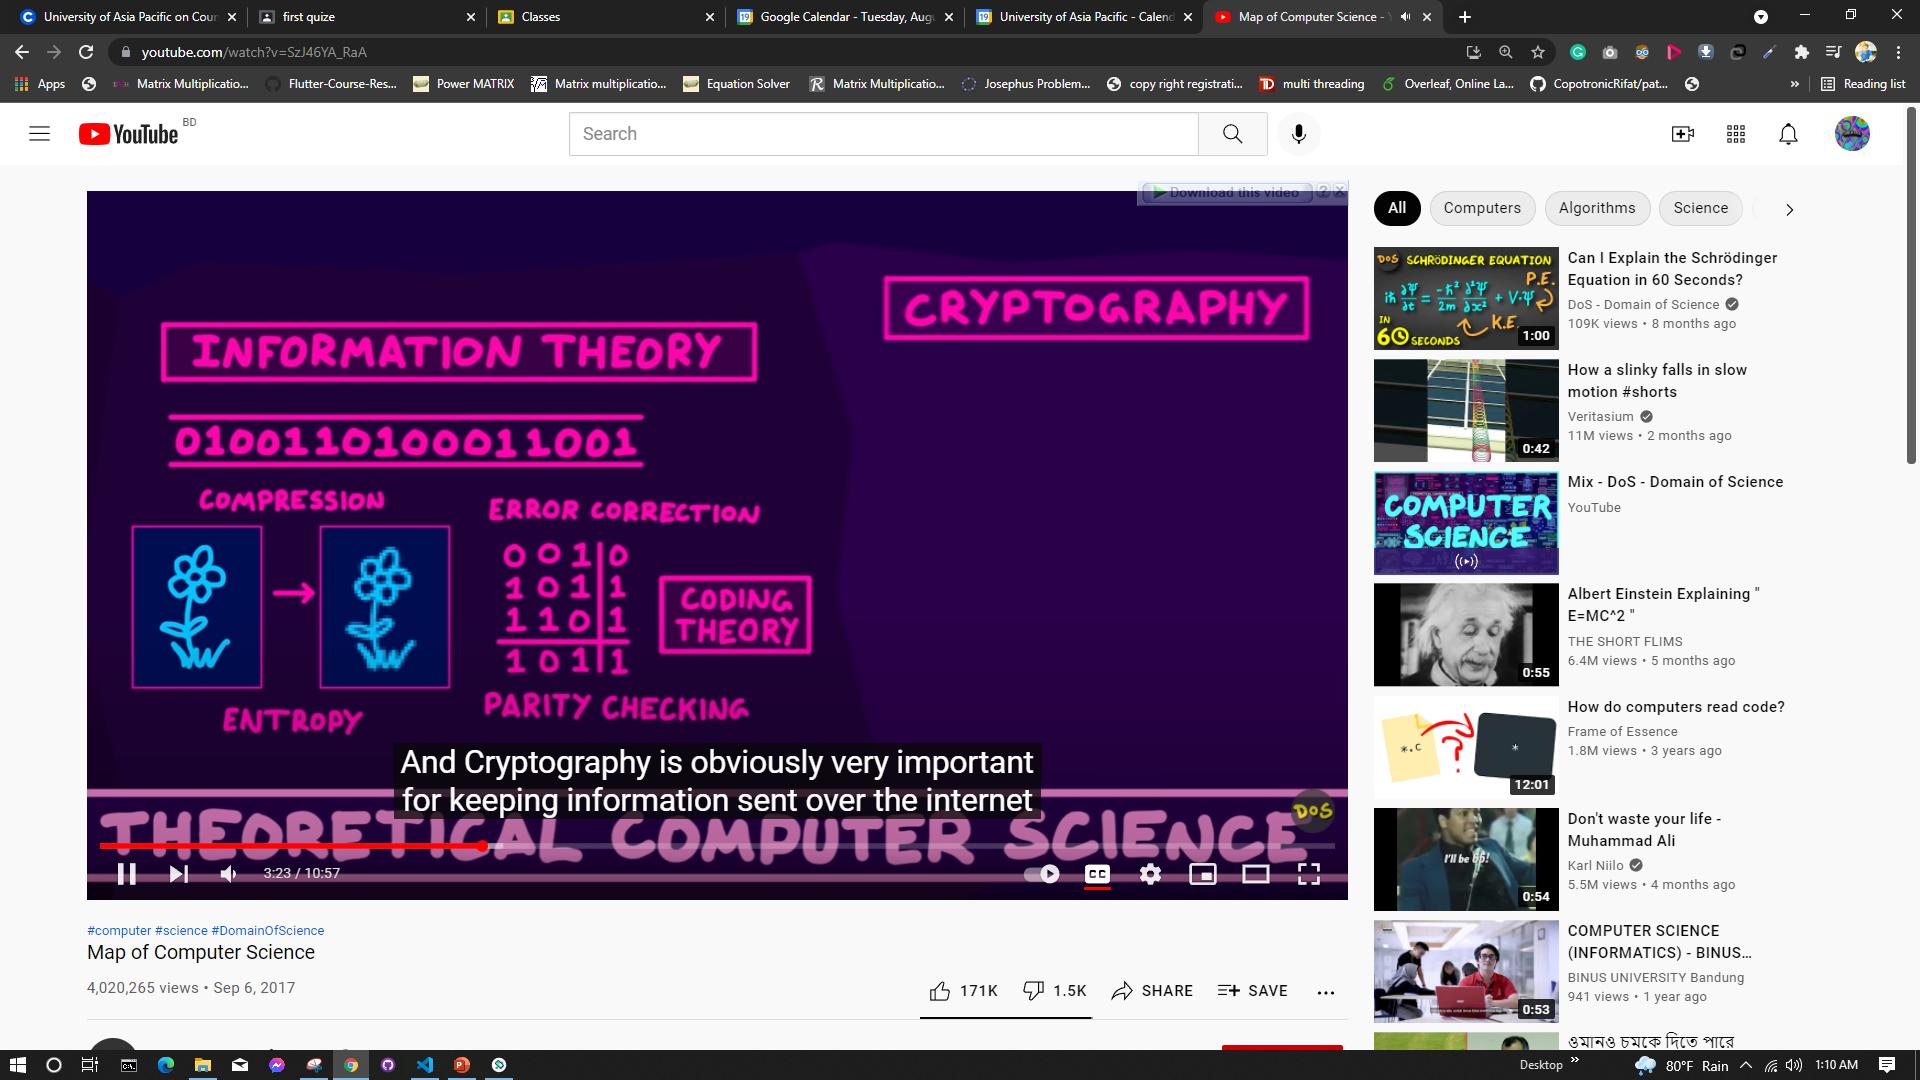 University of Asia Pacific on Cour
first quize
Classes
Google Calendar - Tuesday, Aug
University of Asia Pacific - Calend
Map of Computer Science -
youtube.com/watch?v=SzJ46YA_RaA
Apps
Matrix Multiplicatio...
Flutter-Course-Res...
Power MATRIX
Matrix multiplicatio...
Equation Solver
Matrix Multiplicatio...
Josephus Problem...
copy right registrati...
multi threading
Overleaf, Online La...
CopotronicRifat/pat...
Reading list
YouTube BD
Search
Download this video
CRYPTOGRAPHY
INFORMATION THEORY
0100110100011001
COMPRESSION
ERROR CORRECTION
0 0 1 0
1 0 1 1
1 1 0 1
1 0 1 1
CODING
THEORY
ENTROPY
PARITY CHECKING
And Cryptography is obviously very important
for keeping information sent over the internet
THEORETICAL COMPUTER SCIENCE
DOS
3:23 / 10:57
CC
#computer #science #DomainOfScience
Map of Computer Science
4,020,265 views • Sep 6, 2017
171K
1.5K
SHARE
SAVE
All
Computers
Algorithms
Science
DOS SCHRÖDINGER EQUATION
P.E.
K.E.
IN
60 SECONDS
1:00
Can I Explain the Schrödinger
Equation in 60 Seconds?
DoS - Domain of Science
109K views • 8 months ago
0:42
How a slinky falls in slow
motion #shorts
Veritasium
11M views • 2 months ago
COMPUTER
SCIENCE
Mix - DoS - Domain of Science
YouTube
0:55
Albert Einstein Explaining "
E=MC^2 "
THE SHORT FLIMS
6.4M views • 5 months ago
*.c
?
*
12:01
How do computers read code?
Frame of Essence
1.8M views • 3 years ago
I'll be 65!
0:54
Don't waste your life -
Muhammad Ali
Karl Niilo
5.5M views • 4 months ago
0:53
COMPUTER SCIENCE
(INFORMATICS) - BINUS...
BINUS UNIVERSITY Bandung
941 views • 1 year ago
ওমানও চমকে দিতে পারে
Desktop
80°F Rain
1:10 AM